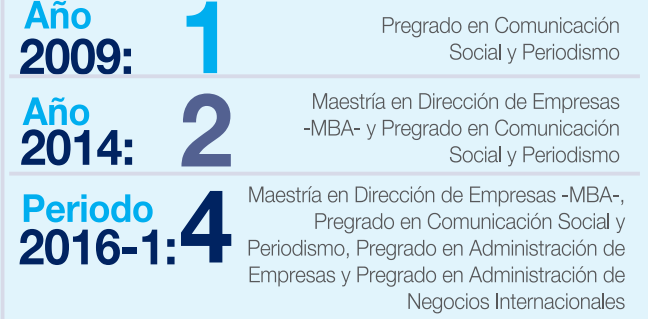 Año
2009:
1
Pregrado en Comunicación
Social y Periodismo
Año
2014:
2
Maestría en Dirección de Empresas
-MBA- y Pregrado en Comunicación
Social y Periodismo
Periodo
2016-1:
4
Maestría en Dirección de Empresas -MBA-,
Pregrado en Comunicación Social y
Periodismo, Pregrado en Administración de
Empresas y Pregrado en Administración de
Negocios Internacionales